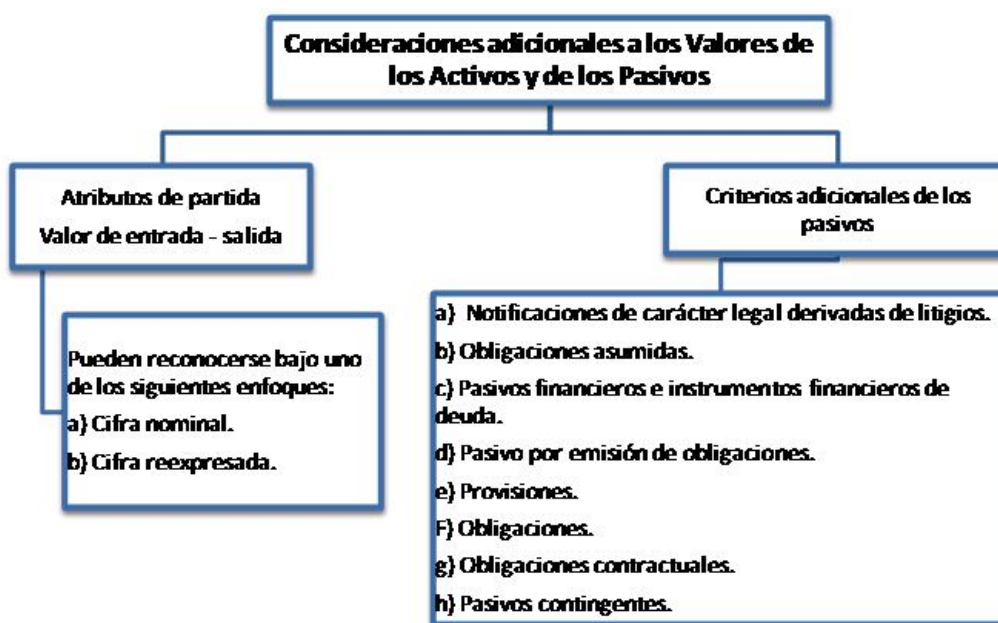 Consideraciones adicionales a los Valores de
los Activos y de los Pasivos
Atributos de partida
Valor de entrada - salida
Criterios adicionales de los
pasivos
Pueden reconocerse bajo uno
de los siguientes enfoques:
a) Cifra nominal.
b) Cifra reexpresada.
a) Notificaciones de carácter legal derivadas de litigios.
b) Obligaciones asumidas.
c) Pasivos financieros e instrumentos financieros de
deuda.
d) Pasivo por emisión de obligaciones.
e) Provisiones.
F) Obligaciones.
g) Obligaciones contractuales.
h) Pasivos contingentes.